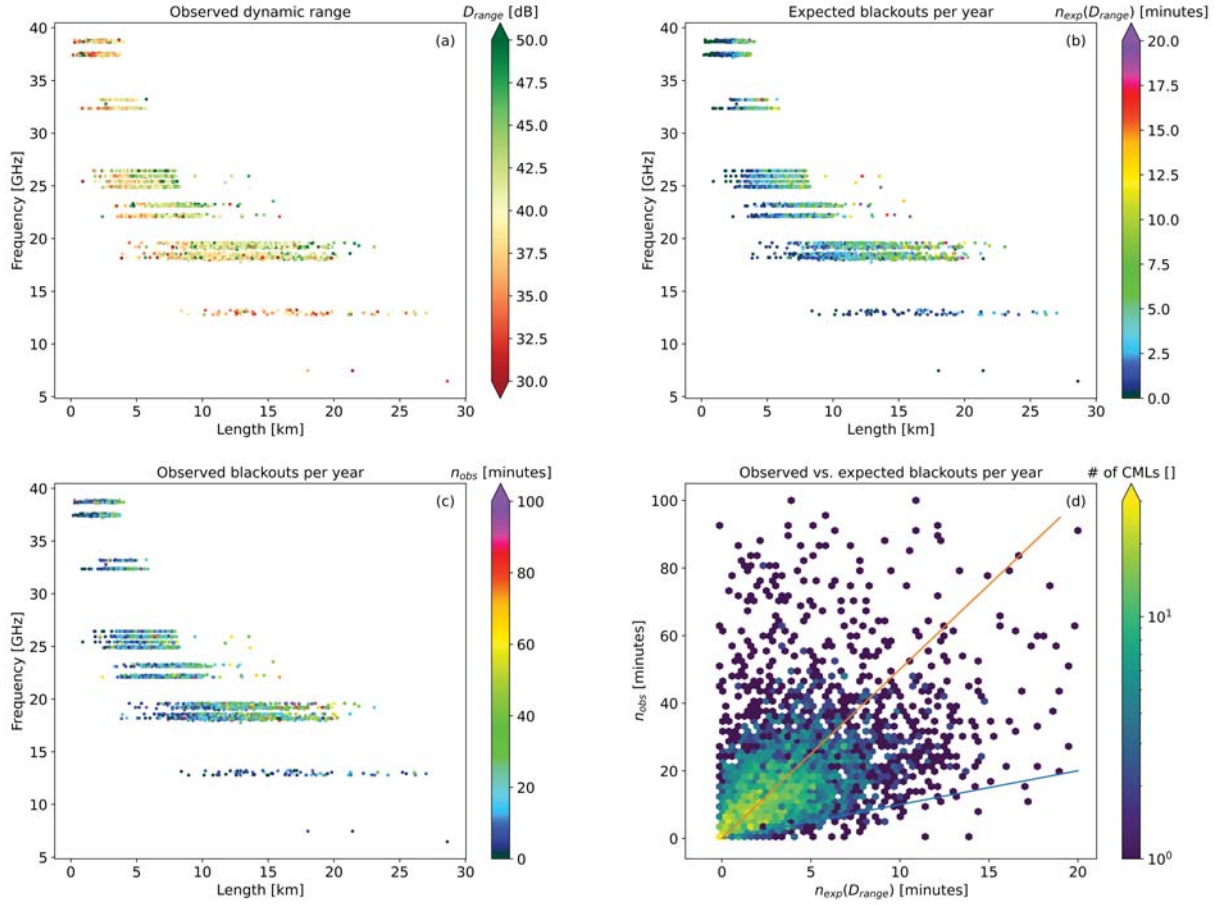 Observed dynamic range
D_range [dB]
(a)
Frequency [GHz]
40
35
30
25
20
15
10
5
0 5 10 15 20 25 30
Length [km]
50.0
47.5
45.0
42.5
40.0
37.5
35.0
32.5
30.0
Expected blackouts per year
n_exp(D_range) [minutes]
(b)
Frequency [GHz]
40
35
30
25
20
15
10
5
0 5 10 15 20 25 30
Length [km]
20.0
17.5
15.0
12.5
10.0
7.5
5.0
2.5
0.0
Observed blackouts per year
n_obs [minutes]
(c)
Frequency [GHz]
40
35
30
25
20
15
10
5
0 5 10 15 20 25 30
Length [km]
100
80
60
40
20
0
Observed vs. expected blackouts per year
# of CMLs []
(d)
n_obs [minutes]
100
80
60
40
20
0
0 5 10 15 20
n_exp(D_range) [minutes]
10¹
10⁰